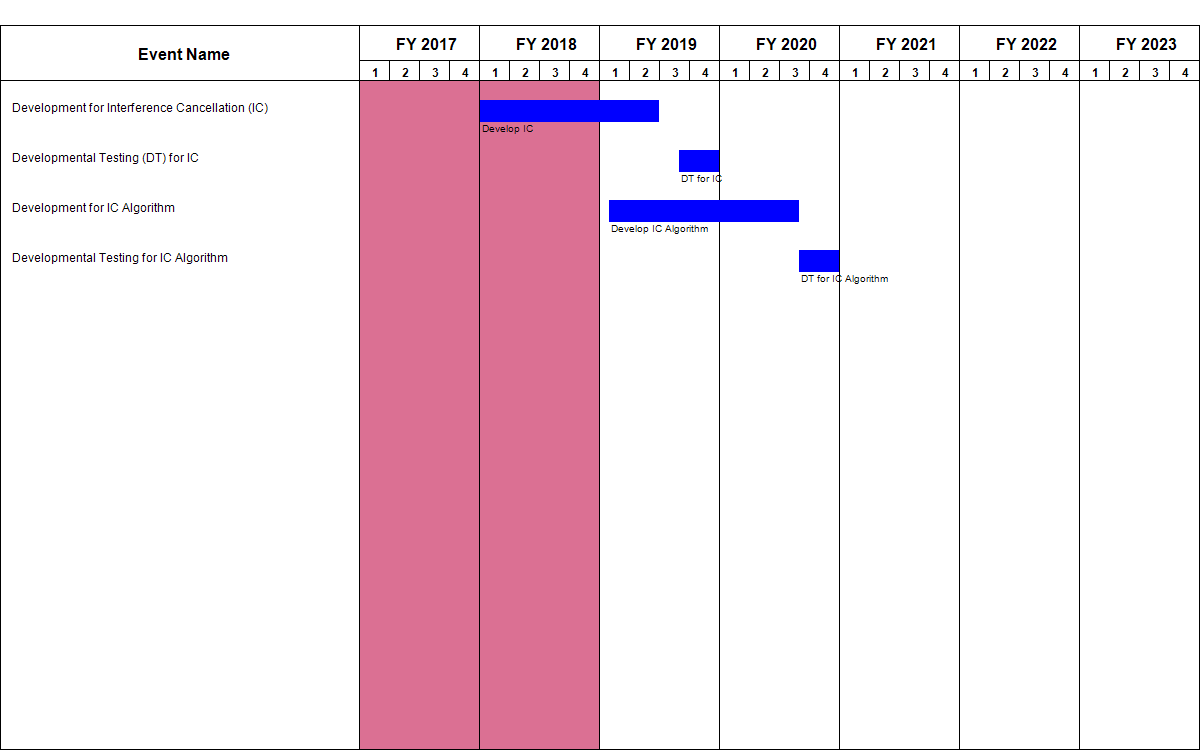 Event Name
FY 2017 FY 2018 FY 2019 FY 2020 FY 2021 FY 2022 FY 2023
1 2 3 4 1 2 3 4 1 2 3 4 1 2 3 4 1 2 3 4 1 2 3 4 1 2 3 4
Development for Interference Cancellation (IC)
Develop IC
Developmental Testing (DT) for IC
DT for IC
Development for IC Algorithm
Develop IC Algorithm
Developmental Testing for IC Algorithm
DT for IC Algorithm